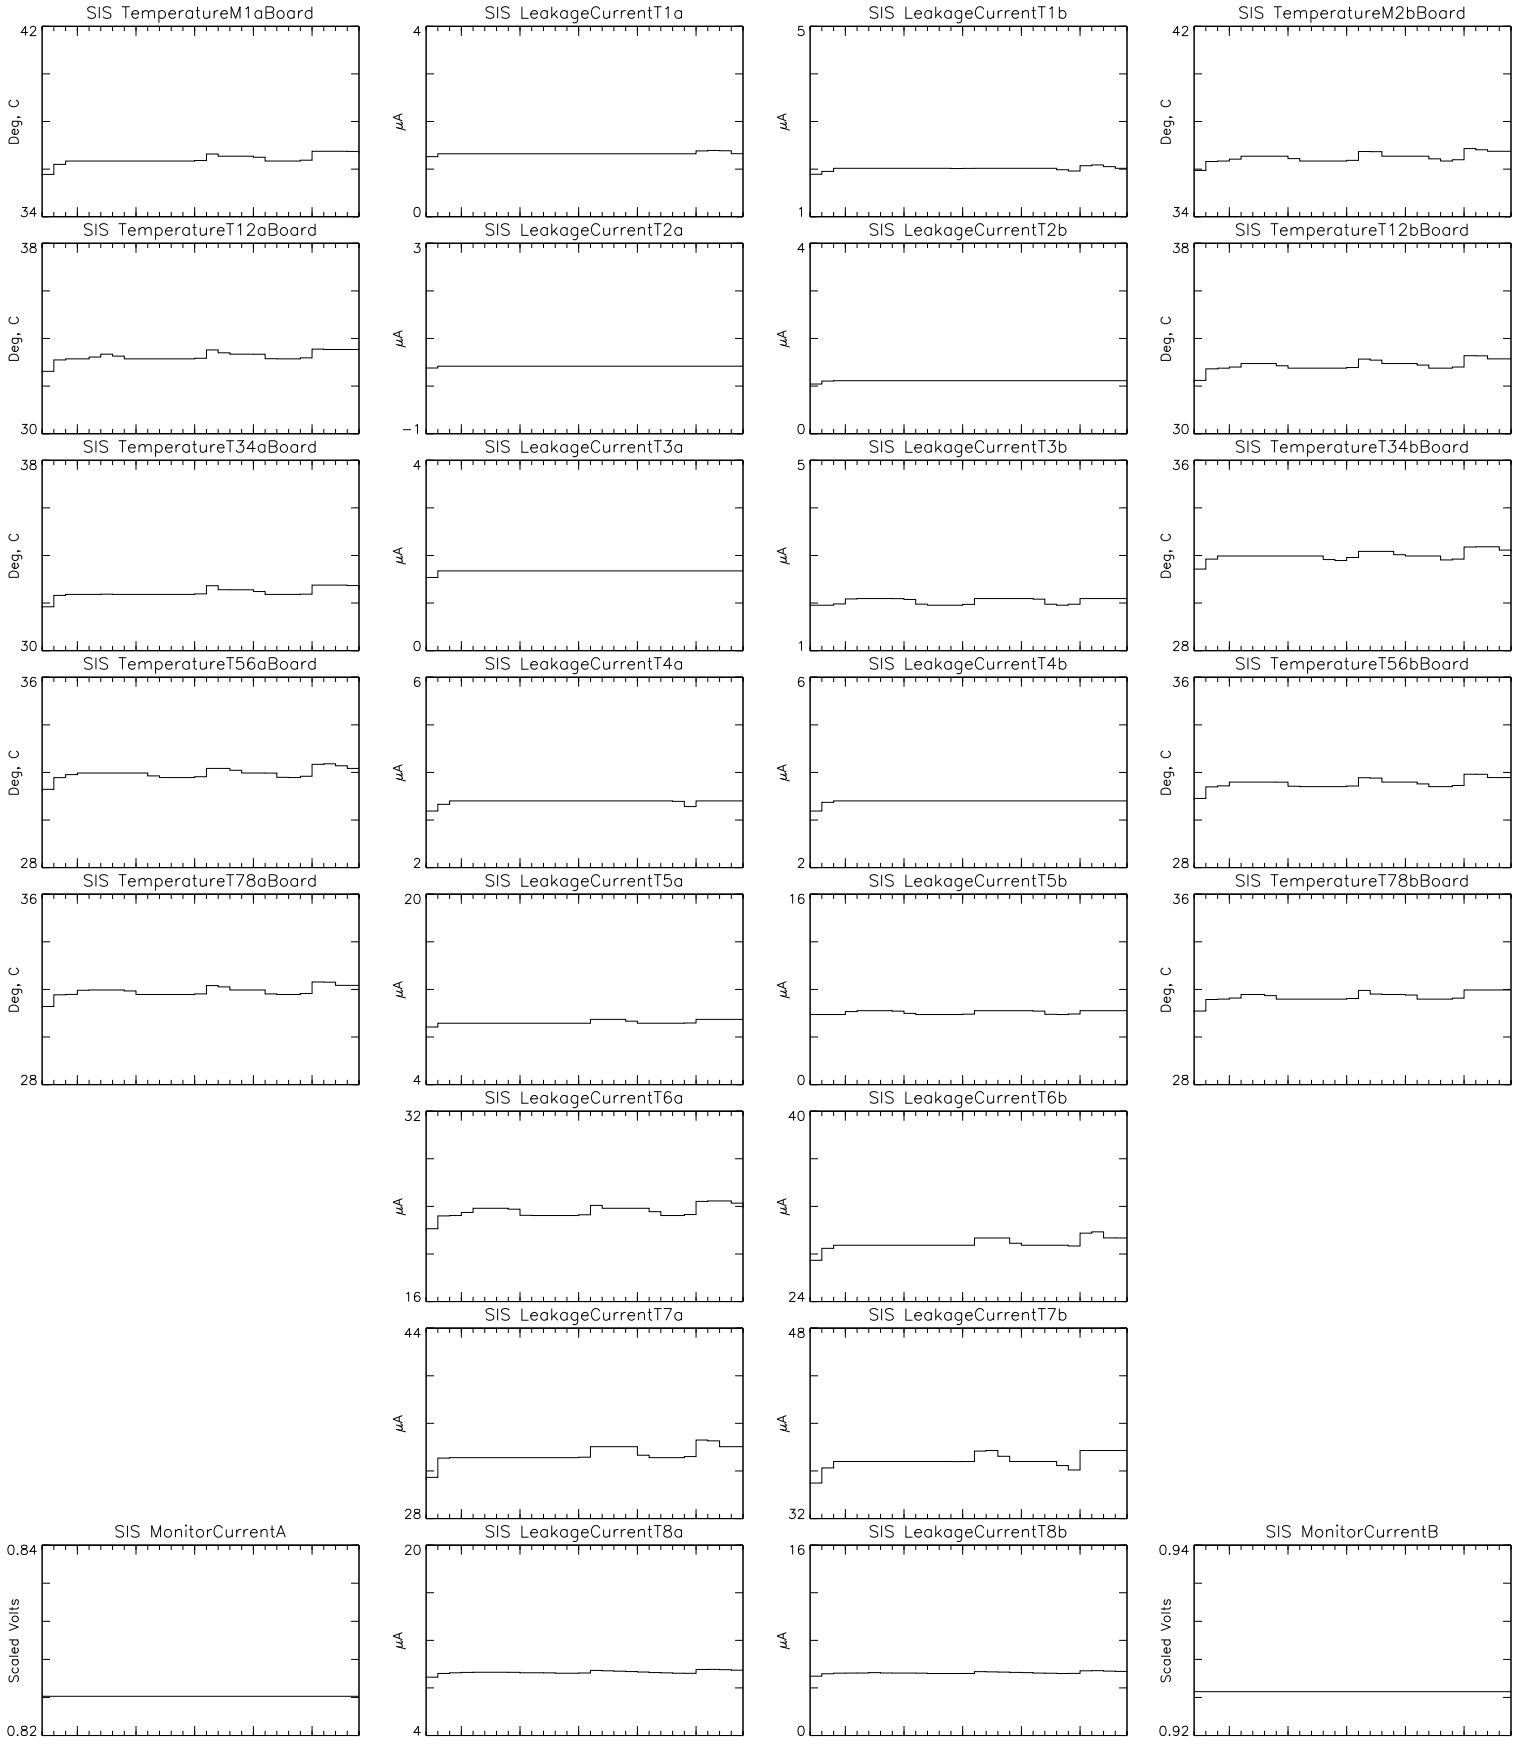 SIS TemperatureM1aBoard
42
Deg, C
34
SIS LeakageCurrentT1a
4
μA
0
SIS LeakageCurrentT1b
5
μA
1
SIS TemperatureM2bBoard
42
Deg, C
34
SIS TemperatureT12aBoard
38
Deg, C
30
SIS LeakageCurrentT2a
3
μA
-1
SIS LeakageCurrentT2b
4
μA
0
SIS TemperatureT12bBoard
38
Deg, C
30
SIS TemperatureT34aBoard
38
Deg, C
30
SIS LeakageCurrentT3a
4
μA
0
SIS LeakageCurrentT3b
5
μA
1
SIS TemperatureT34bBoard
36
Deg, C
28
SIS TemperatureT56aBoard
36
Deg, C
28
SIS LeakageCurrentT4a
6
μA
2
SIS LeakageCurrentT4b
6
μA
2
SIS TemperatureT56bBoard
36
Deg, C
28
SIS TemperatureT78aBoard
36
Deg, C
28
SIS LeakageCurrentT5a
20
μA
4
SIS LeakageCurrentT5b
16
μA
0
SIS TemperatureT78bBoard
36
Deg, C
28
SIS LeakageCurrentT6a
32
μA
16
SIS LeakageCurrentT6b
40
μA
24
SIS LeakageCurrentT7a
44
μA
28
SIS LeakageCurrentT7b
48
μA
32
SIS MonitorCurrentA
0.84
Scaled Volts
0.82
SIS LeakageCurrentT8a
20
μA
4
SIS LeakageCurrentT8b
16
μA
0
SIS MonitorCurrentB
0.94
Scaled Volts
0.92